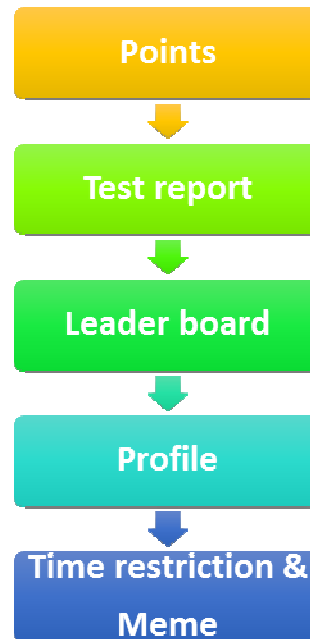 Points
Test report
Leader board
Profile
Time restriction &
Meme